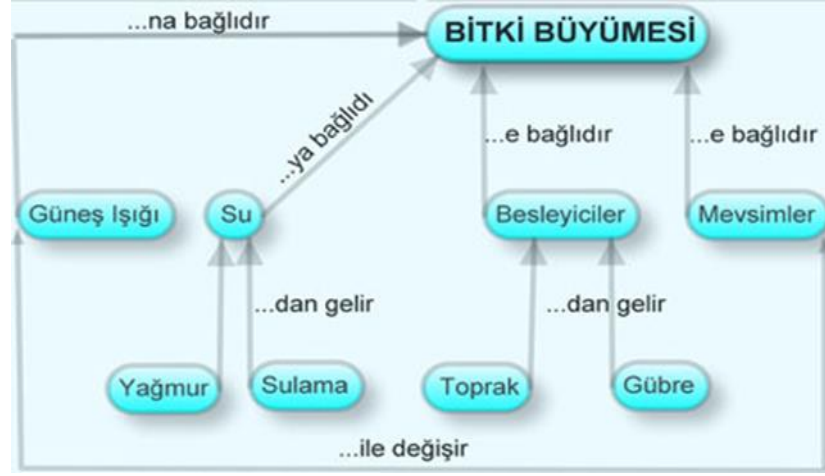 ...na bağlıdır
BİTKİ BÜYÜMESİ
...ya bağlıdı
...e bağlıdır
...e bağlıdır
Güneş Işığı
Su
Besleyiciler
Mevsimler
...dan gelir
...dan gelir
Yağmur
Sulama
Toprak
Gübre
...ile değişir